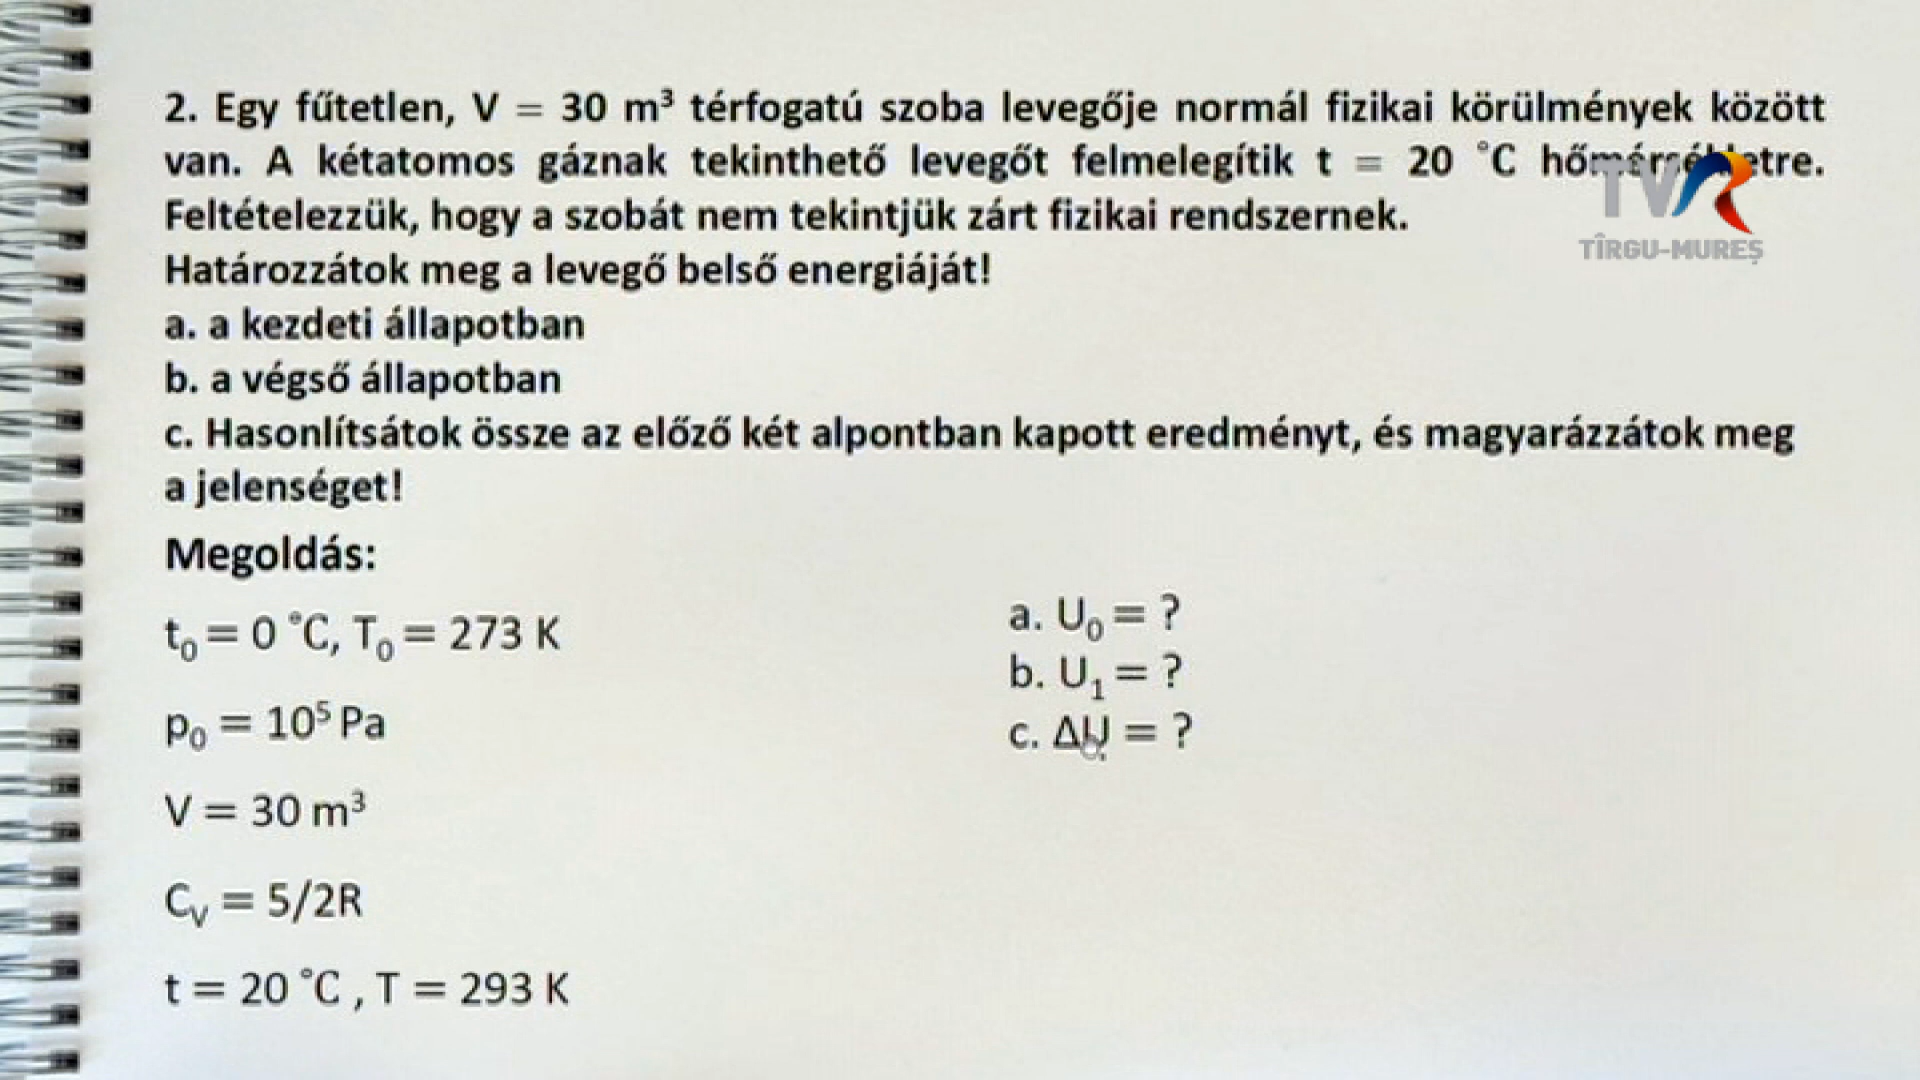 2. Egy fűtetlen, V = 30 m³ térfogatú szoba levegője normál fizikai körülmények között
van. A kétatomos gáznak tekinthető levegőt felmelegítik t = 20 °C hőmérsékletre.
Feltételezzük, hogy a szobát nem tekintjük zárt fizikai rendszernek.
Határozzátok meg a levegő belső energiáját!
a. a kezdeti állapotban
b. a végső állapotban
c. Hasonlítsátok össze az előző két alpontban kapott eredményt, és magyarázzátok meg
a jelenséget!
Megoldás:
t₀ = 0 °C, T₀ = 273 K
p₀ = 10⁵ Pa
V = 30 m³
Cᵥ = 5/2R
t = 20 °C , T = 293 K
a. U₀ = ?
b. U₁ = ?
c. ΔU = ?
TVR
TÎRGU-MUREȘ